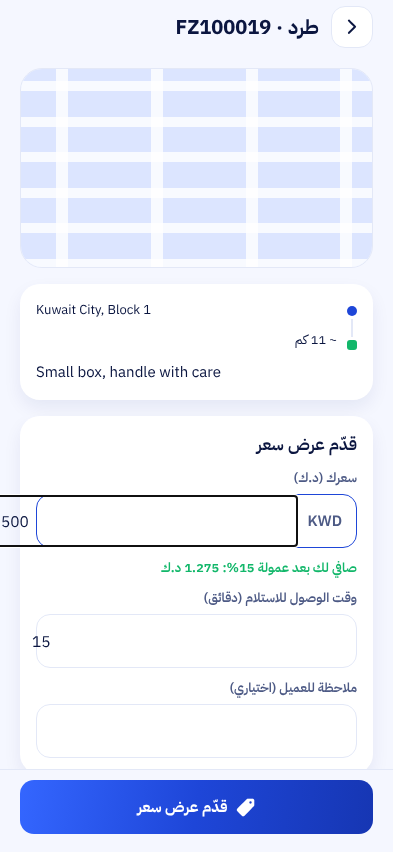 طرد · FZ100019
Kuwait City, Block 1
~ 11 كم
Small box, handle with care
قدّم عرض سعر
سعرك (د.ك)
KWD
500
صافي لك بعد عمولة 15%: 1.275 د.ك
وقت الوصول للاستلام (دقائق)
15
ملاحظة للعميل (اختياري)
قدّم عرض سعر